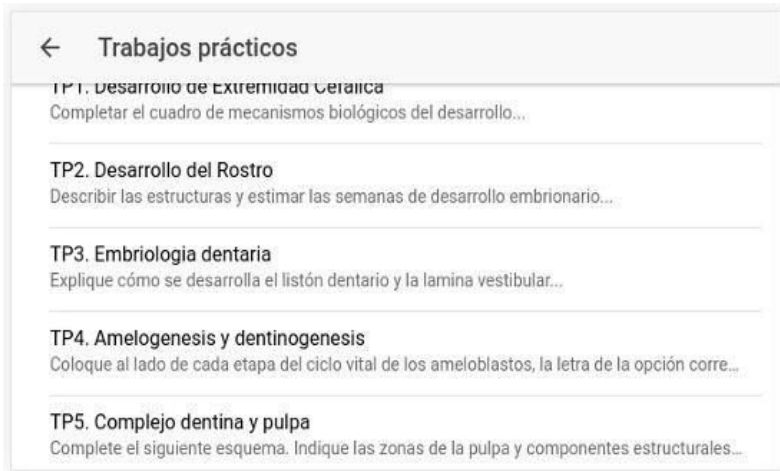 Trabajos prácticos
TP1. Desarrollo de Extremidad Cefálica
Completar el cuadro de mecanismos biológicos del desarrollo...
TP2. Desarrollo del Rostro
Describir las estructuras y estimar las semanas de desarrollo embrionario...
TP3. Embriologia dentaria
Explique cómo se desarrolla el listón dentario y la lamina vestibular...
TP4. Amelogenesis y dentinogenesis
Coloque al lado de cada etapa del ciclo vital de los ameloblastos, la letra de la opción corre...
TP5. Complejo dentina y pulpa
Complete el siguiente esquema. Indique las zonas de la pulpa y componentes estructurales...